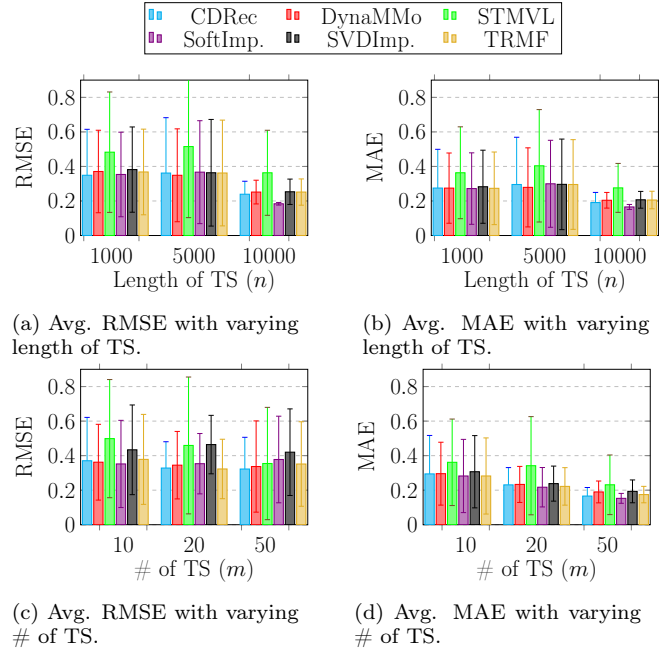 CDRec DynaMMo STMVL
SoftImp. SVDImp. TRMF
0.8
0.6
0.4
0.2
0
RMSE
1000 5000 10000
Length of TS (n)
(a) Avg. RMSE with varying
length of TS.
0.8
0.6
0.4
0.2
0
MAE
1000 5000 10000
Length of TS (n)
(b) Avg. MAE with varying
length of TS.
0.8
0.6
0.4
0.2
0
RMSE
10 20 50
# of TS (m)
(c) Avg. RMSE with varying
# of TS.
0.8
0.6
0.4
0.2
0
MAE
10 20 50
# of TS (m)
(d) Avg. MAE with varying
# of TS.